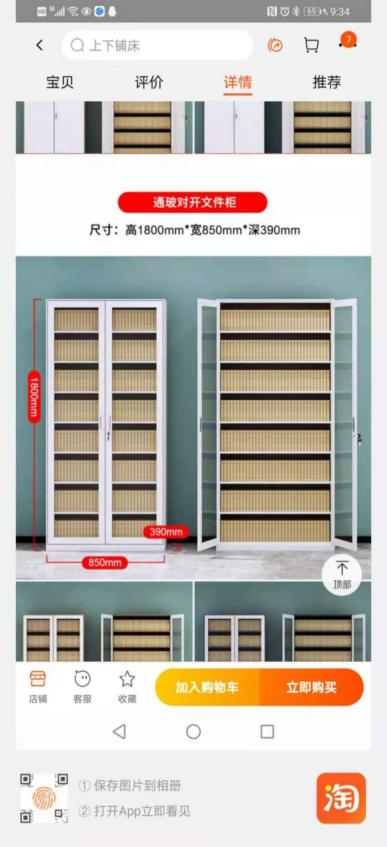 HD 5G 69 9:34
上下铺床
7
宝贝 评价 详情 推荐
通玻对开文件柜
尺寸：高1800mm*宽850mm*深390mm
1800mm
390mm
850mm
顶部
店铺 客服 收藏 加入购物车 立即购买
① 保存图片到相册
② 打开App立即看见
淘